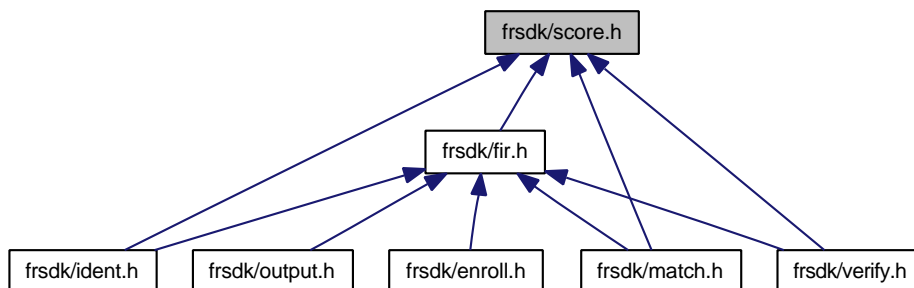 frsdk/score.h
frsdk/fir.h
frsdk/ident.h
frsdk/output.h
frsdk/enroll.h
frsdk/match.h
frsdk/verify.h